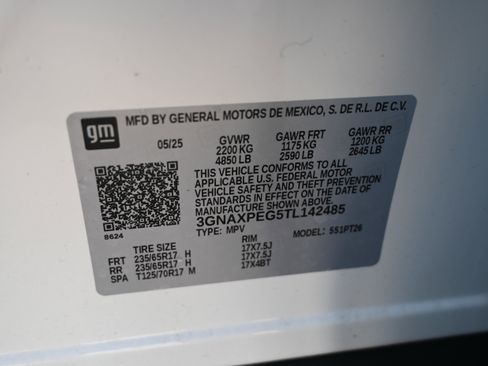 MFD BY GENERAL MOTORS DE MEXICO, S. DE R.L. DE C.V.
gm
05/25 GVWR GAWR FRT GAWR RR
2200 KG 1175 KG 1200 KG
4850 LB 2590 LB 2645 LB
THIS VEHICLE CONFORMS TO ALL
APPLICABLE U.S. FEDERAL MOTOR
VEHICLE SAFETY AND THEFT PREVENTION
STANDARDS IN EFFECT ON THE DATE OF
MANUFACTURE SHOWN ABOVE.
3GNAXPEG5TL142485
8624
TYPE: MPV MODEL: 5S1PT26
TIRE SIZE RIM
FRT 235/65R17 H 17X7.5J
RR 235/65R17 H 17X7.5J
SPA T125/70R17 M 17X4BT